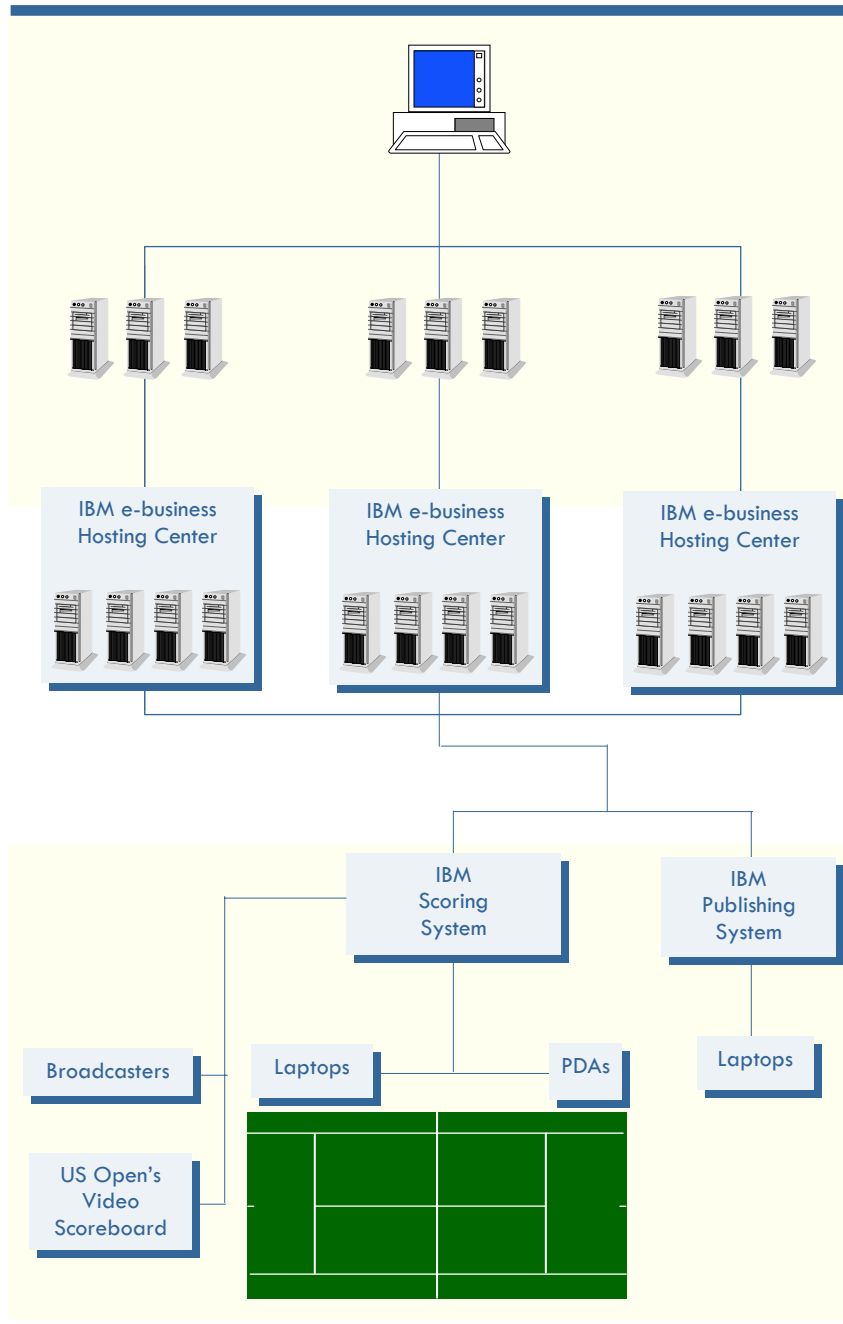 IBM e-business
Hosting Center
IBM e-business
Hosting Center
IBM e-business
Hosting Center
IBM
Scoring
System
IBM
Publishing
System
Broadcasters
Laptops
PDAs
Laptops
US Open's
Video
Scoreboard